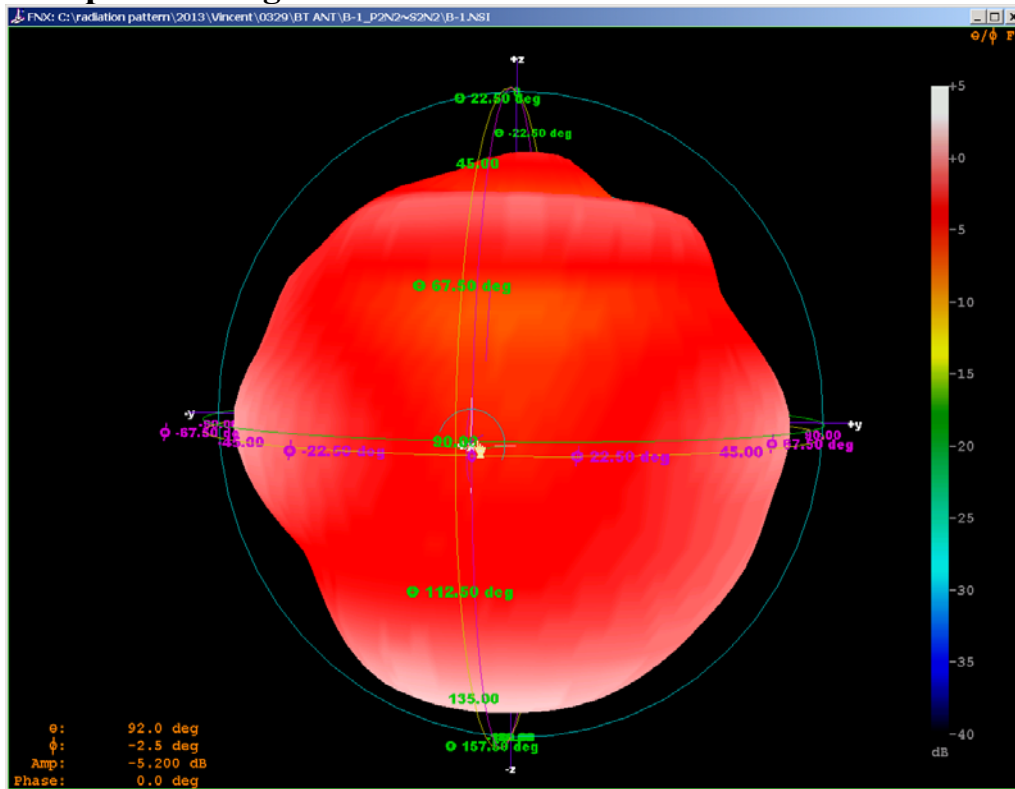 FNX: C:\radiation pattern\2013\Vincent\0329\BT ANT\B-1_P2N2~S2N2\B-1.NSI
Θ/ϕ F
+z
Θ 22.50 deg
Θ -22.50 deg
45.00
Θ 67.50 deg
-y
+y
90.00
ϕ -67.50 deg
-45.00
ϕ -22.50 deg
ϕ 22.50 deg
45.00
90.00
ϕ 67.50 deg
Θ 112.50 deg
135.00
Θ 157.50 deg
-z
+5
+0
-5
-10
-15
-20
-25
-30
-35
-40
dB
Θ: 92.0 deg
ϕ: -2.5 deg
Amp: -5.200 dB
Phase: 0.0 deg